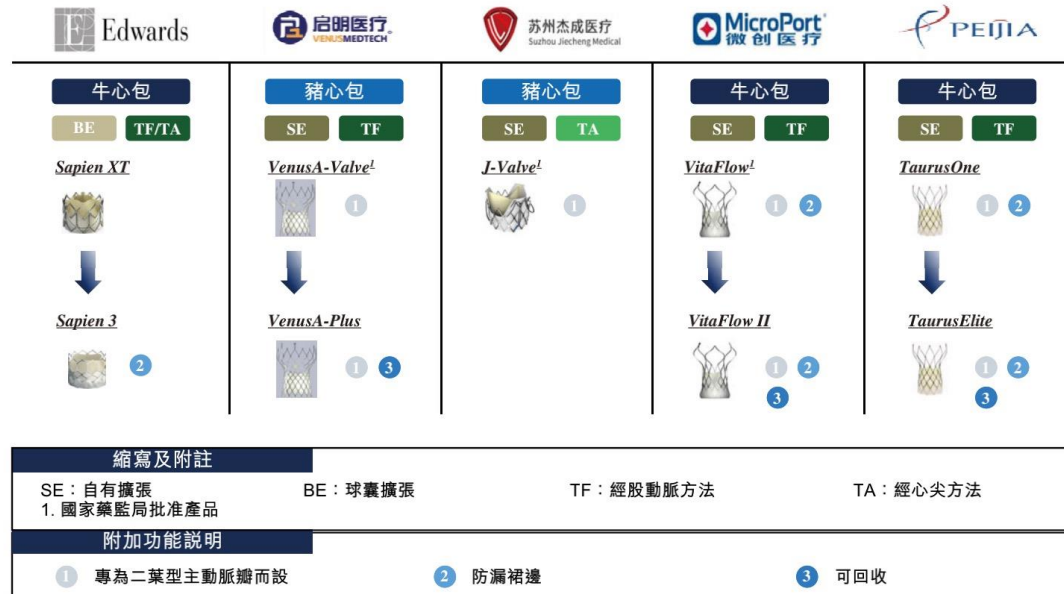 E Edwards
启明医疗
VENUSMEDTECH
苏州杰成医疗
Suzhou Jiecheng Medical
MicroPort
微创医疗
PEIJIA
牛心包
豬心包
豬心包
牛心包
牛心包
BE TF/TA
SE TF
SE TA
SE TF
SE TF
Sapien XT
VenusA-Valve1
J-Valve1
VitaFlow1
TaurusOne
1
1
1 2
1 2
Sapien 3
VenusA-Plus
VitaFlow II
TaurusElite
2
1 3
1 2
3
1 2
3
縮寫及附註
SE：自有擴張 BE：球囊擴張 TF：經股動脈方法 TA：經心尖方法
1. 國家藥監局批准產品
附加功能説明
1 專為二葉型主動脈瓣而設 2 防漏裙邊 3 可回收